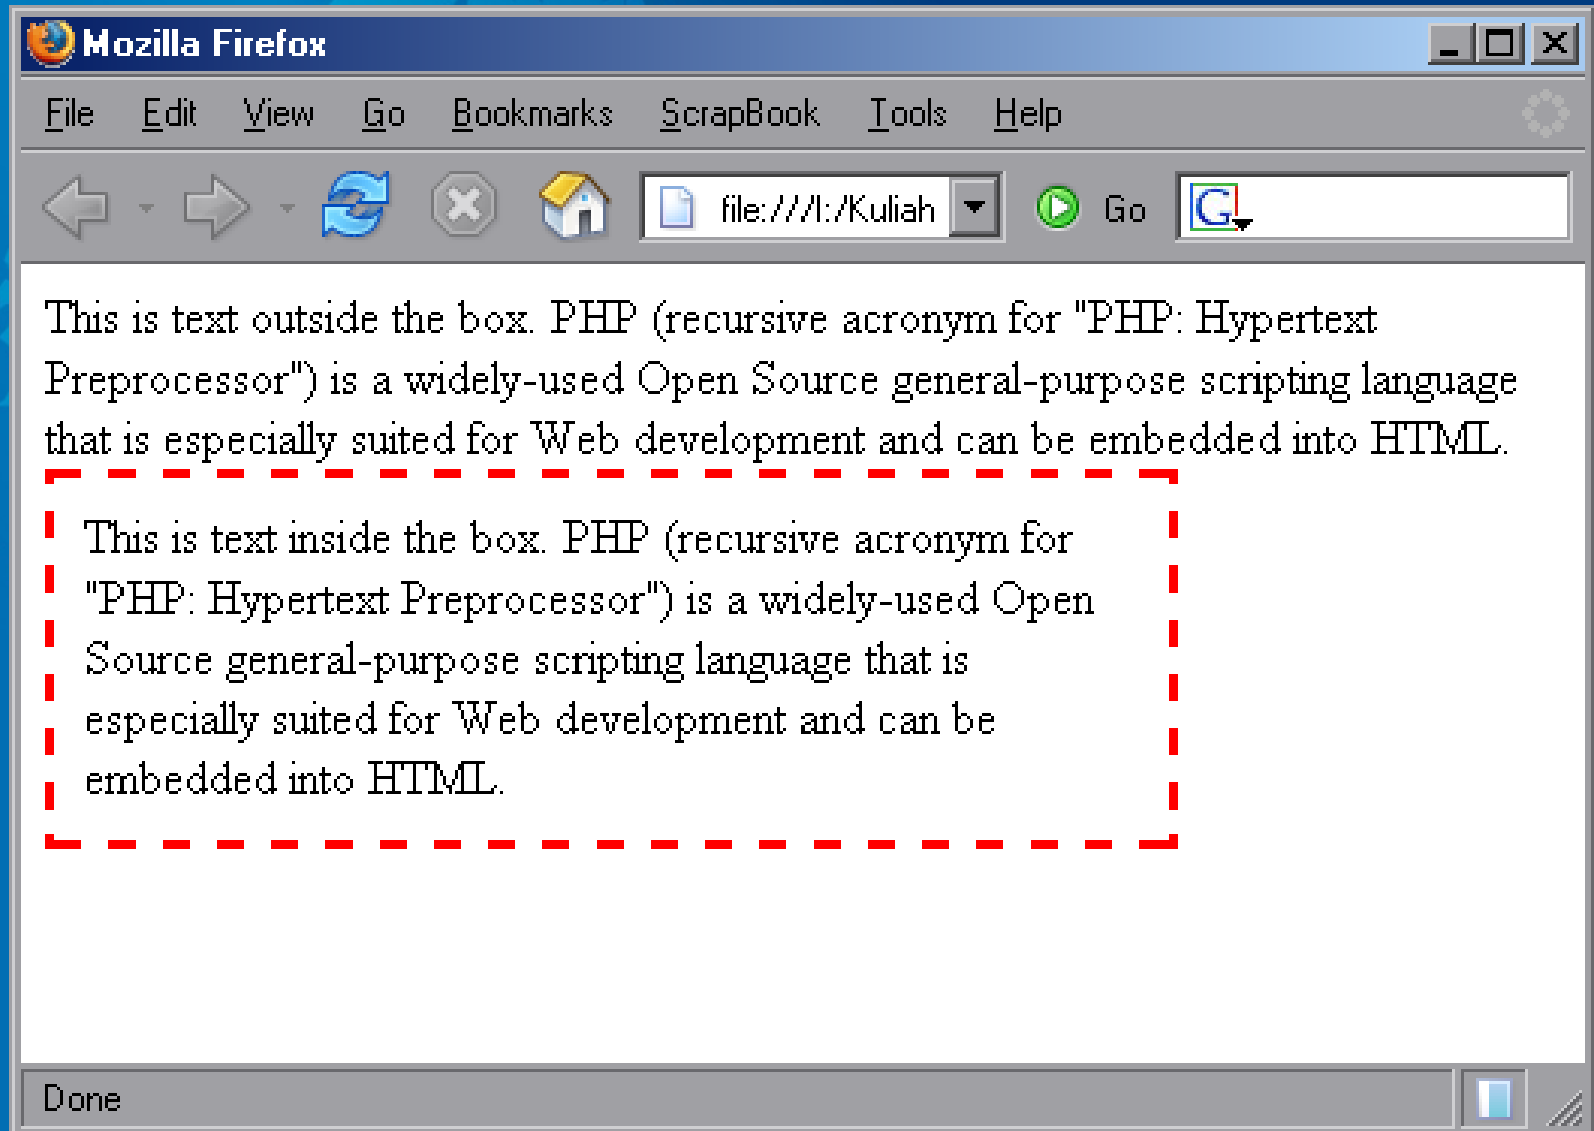 Mozilla Firefox
File Edit View Go Bookmarks ScrapBook Tools Help
file:///I:/Kuliah Go G
This is text outside the box. PHP (recursive acronym for "PHP: Hypertext
Preprocessor") is a widely-used Open Source general-purpose scripting language
that is especially suited for Web development and can be embedded into HTML.
This is text inside the box. PHP (recursive acronym for
"PHP: Hypertext Preprocessor") is a widely-used Open
Source general-purpose scripting language that is
especially suited for Web development and can be
embedded into HTML.
Done